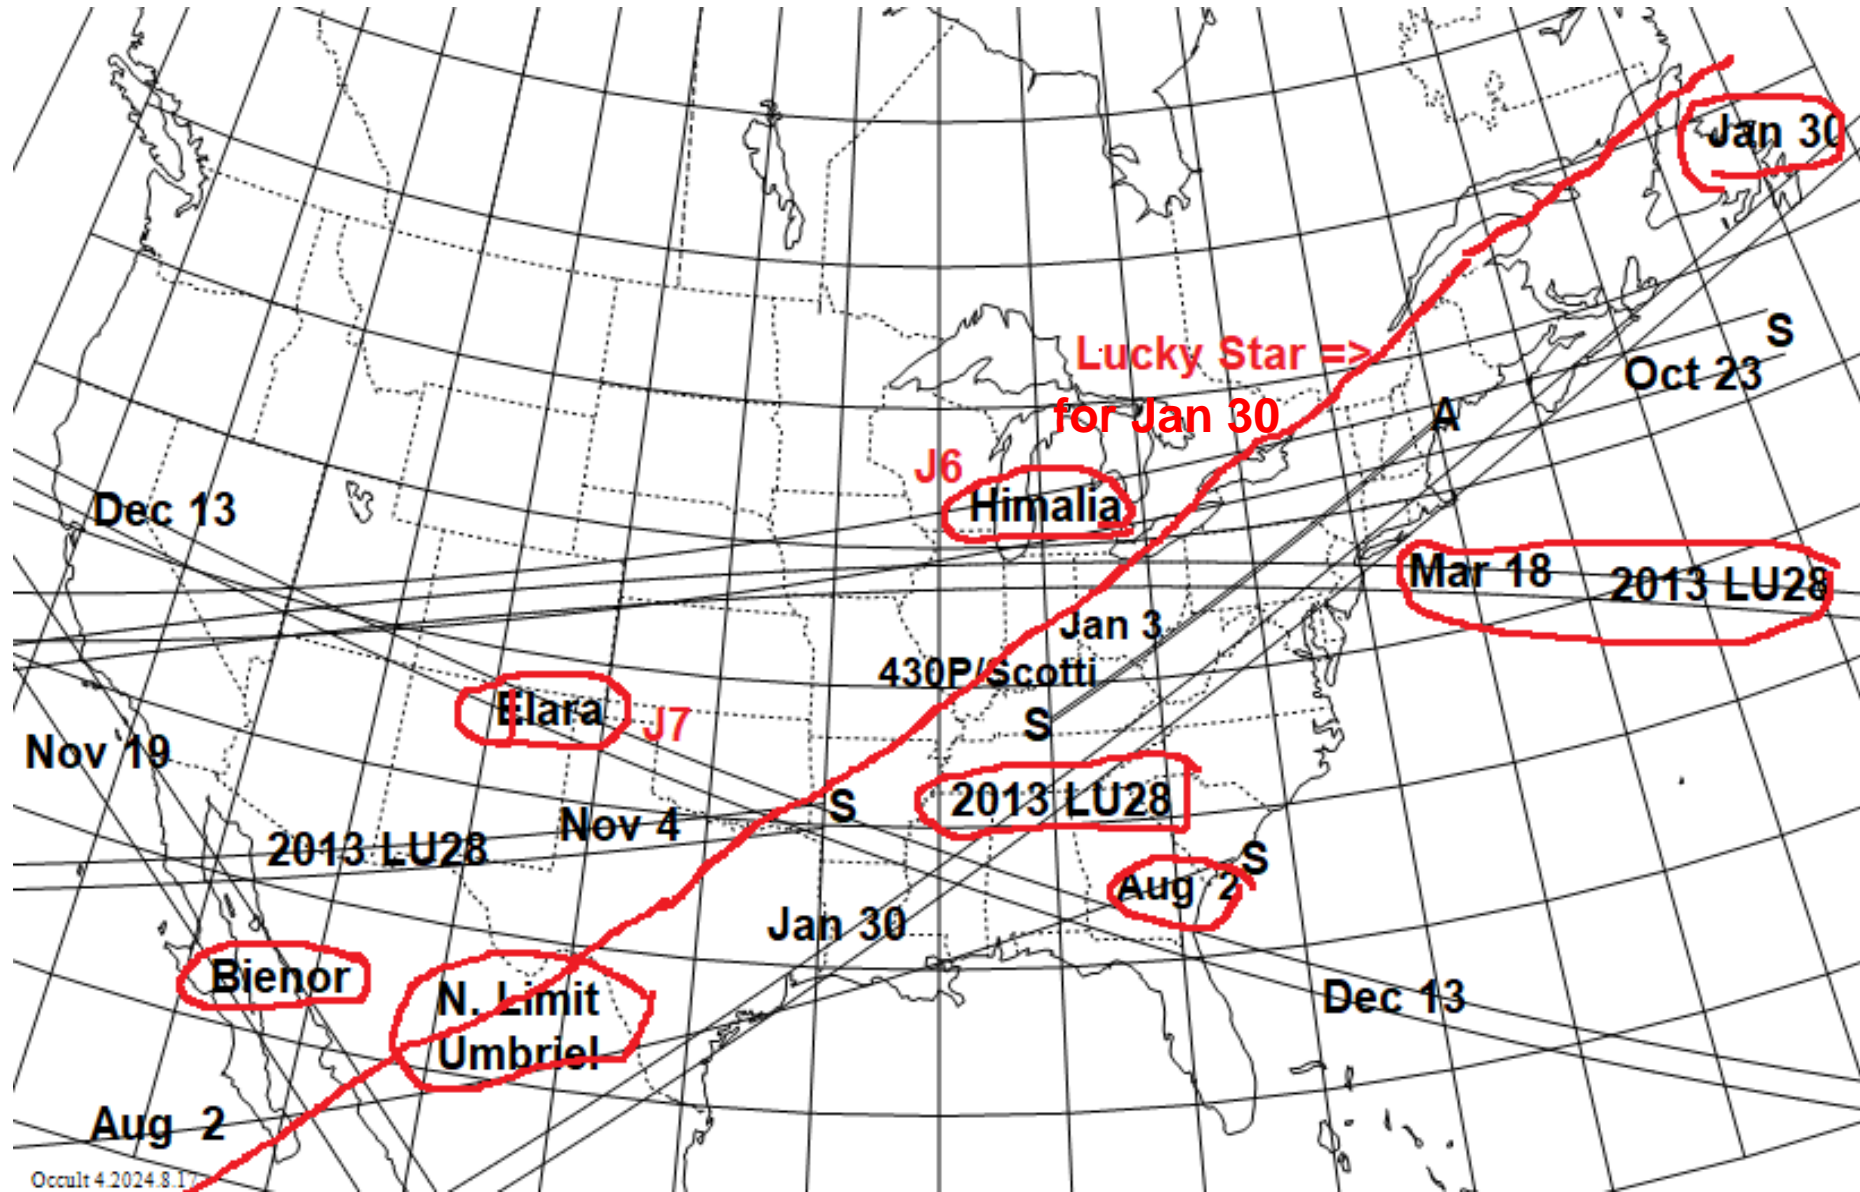 Jan 30
S
Lucky Star =>
Oct 23
for Jan 30
A
J6
Himalia
Dec 13
Mar 18
2013 LU28
Jan 3
430P/Scotti
Elara
J7
S
Nov 19
2013 LU28
S
Nov 4
2013 LU28
S
Aug 2
Jan 30
Bienor
N. Limit
Umbriel
Dec 13
Aug 2
Occult 4.2024.8.17